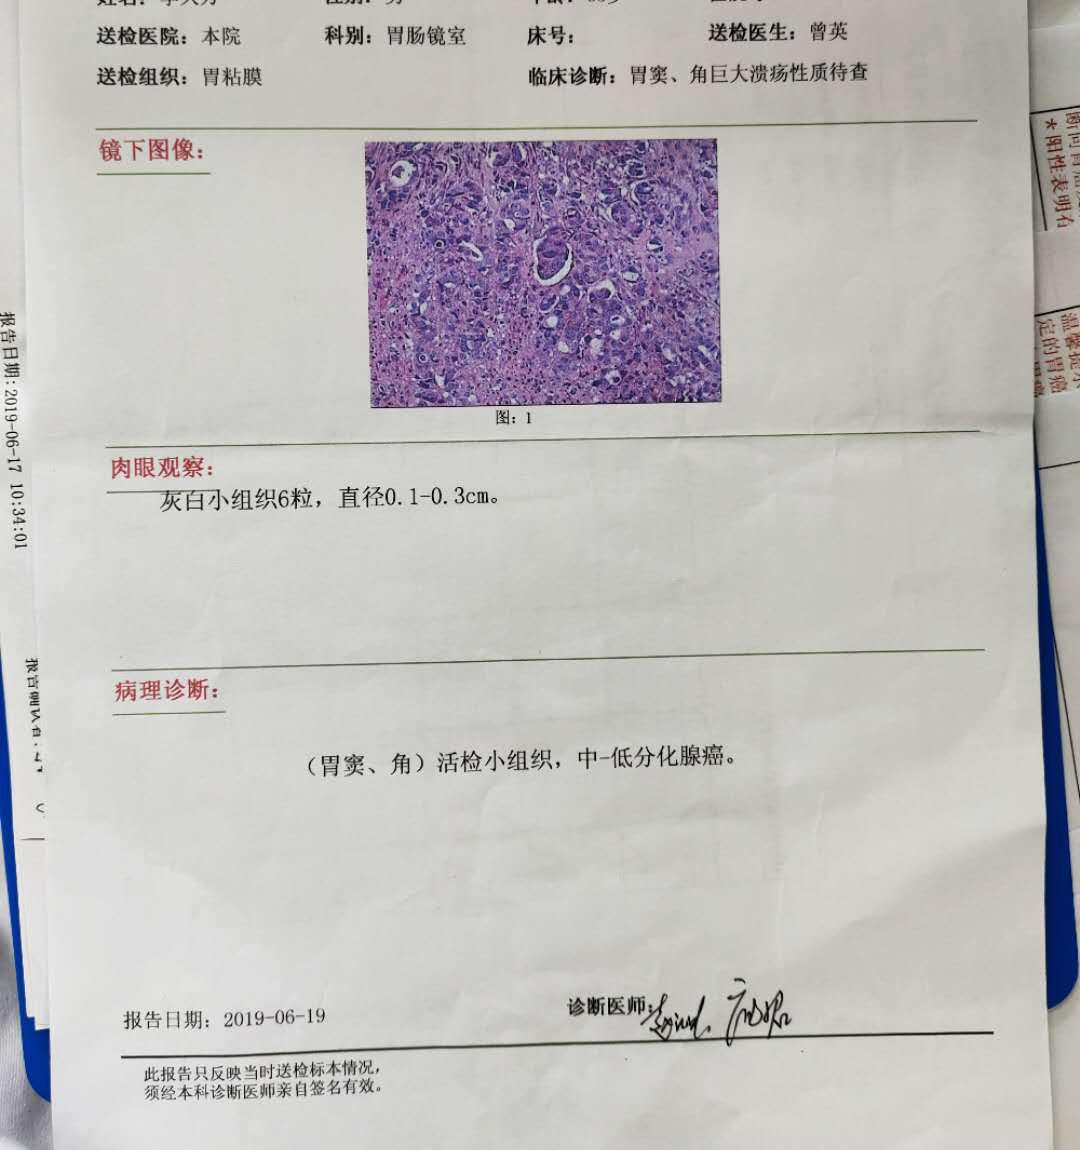 送检医院：本院 科别：胃肠镜室 床号： 送检医生：曾英
送检组织：胃粘膜 临床诊断：胃窦、角巨大溃疡性质待查
镜下图像：
图：1
肉眼观察：
灰白小组织6粒，直径0.1-0.3cm。
病理诊断：
（胃窦、角）活检小组织，中-低分化腺癌。
报告日期：2019-06-19 诊断医师：
此报告只反映当时送检标本情况，
须经本科诊断医师亲自签名有效。
报告日期：2019-06-17 10:34:01
*阳性表明有
温馨提示
定的胃癌